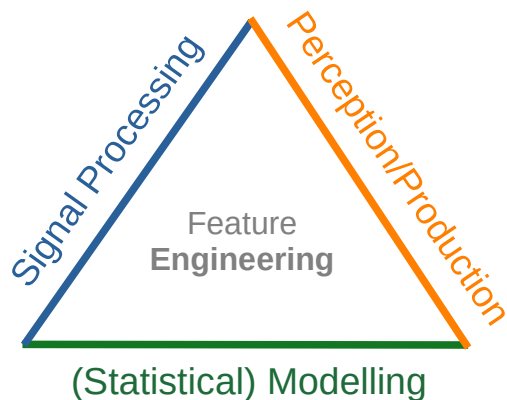 Signal Processing
Perception/Production
Feature
Engineering
(Statistical) Modelling